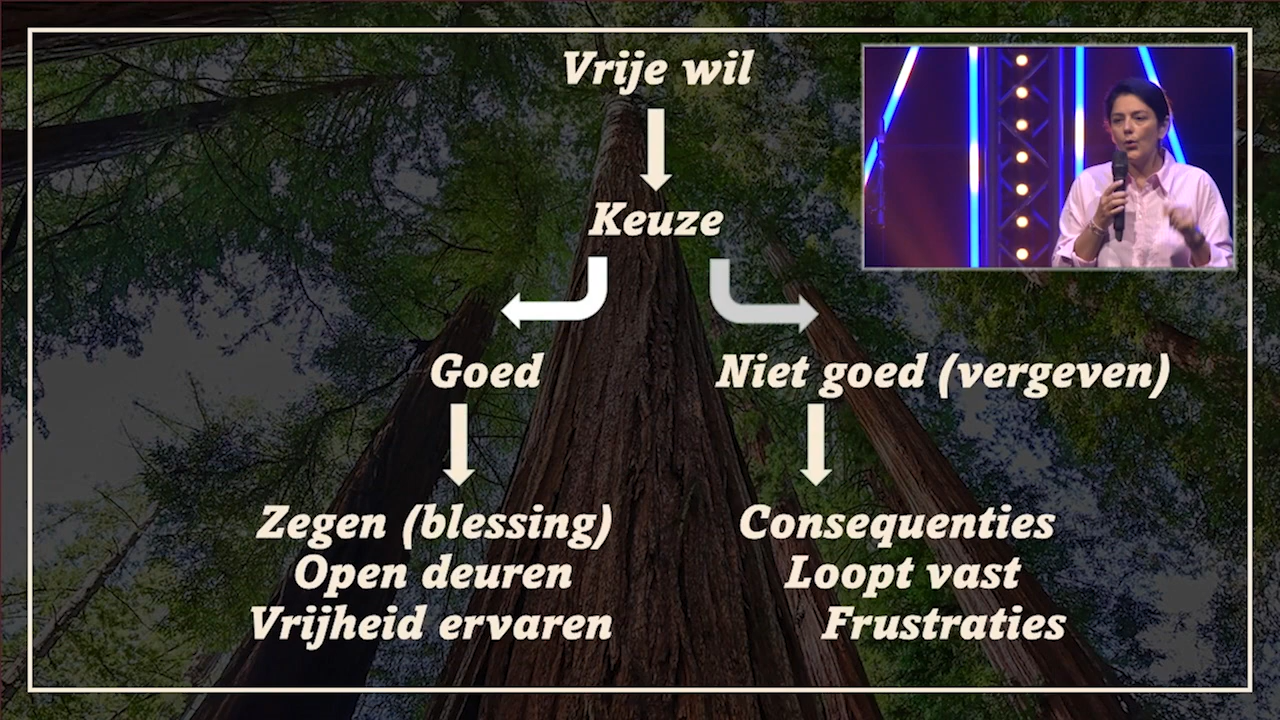 Vrije wil
Keuze
Goed
Niet goed (vergeven)
Zegen (blessing)
Open deuren
Vrijheid ervaren
Consequenties
Loopt vast
Frustraties